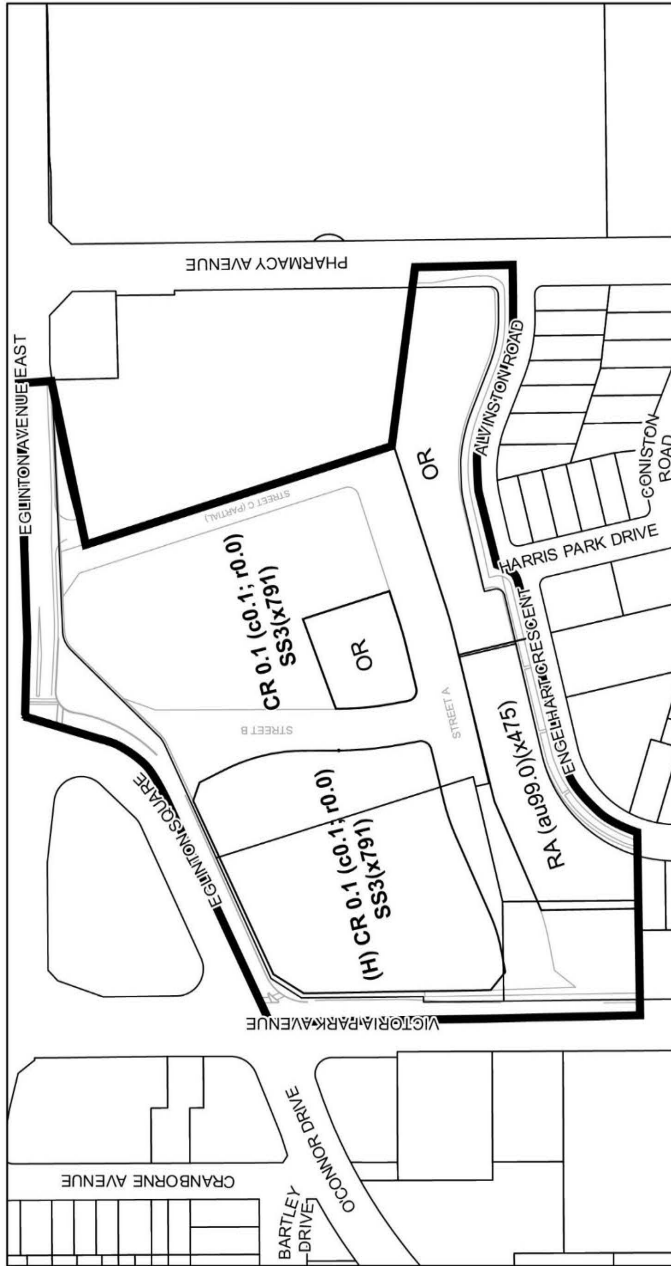 EGLINTON AVENUE EAST
PHARMACY AVENUE
EGLINTON SQUARE
STREET C (PARTIAL)
CR 0.1 (c0.1; r0.0)
SS3(x791)
OR
STREET B
OR
ALVINSTON ROAD
STREET A
(H) CR 0.1 (c0.1; r0.0)
SS3(x791)
RA (au99.0)(x475)
ENGELHART CRESCENT
HARRIS PARK DRIVE
CONISTON
ROAD
VICTORIA PARK AVENUE
O'CONNOR DRIVE
CRANBORNE AVENUE
BARTLEY
DRIVE